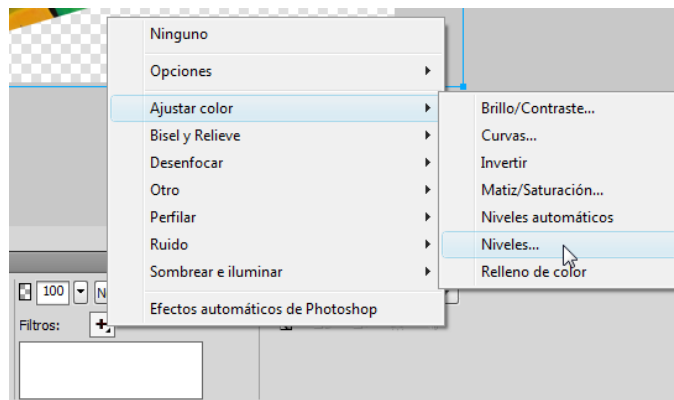 Ninguno
Opciones
Ajustar color
Bisel y Relieve
Desenfocar
Otro
Perfilar
Ruido
Sombrear e iluminar
Efectos automáticos de Photoshop
Brillo/Contraste...
Curvas...
Invertir
Matiz/Saturación...
Niveles automáticos
Niveles...
Relleno de color
100 N
Filtros: